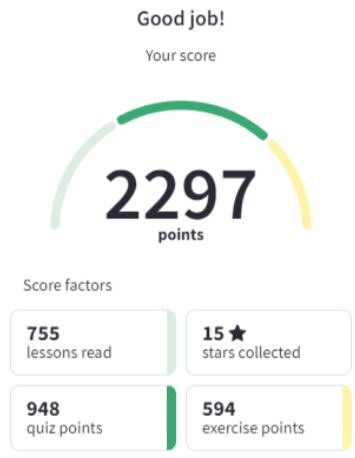 Good job!
Your score
2297
points
Score factors
755
lessons read
15 ★
stars collected
948
quiz points
594
exercise points